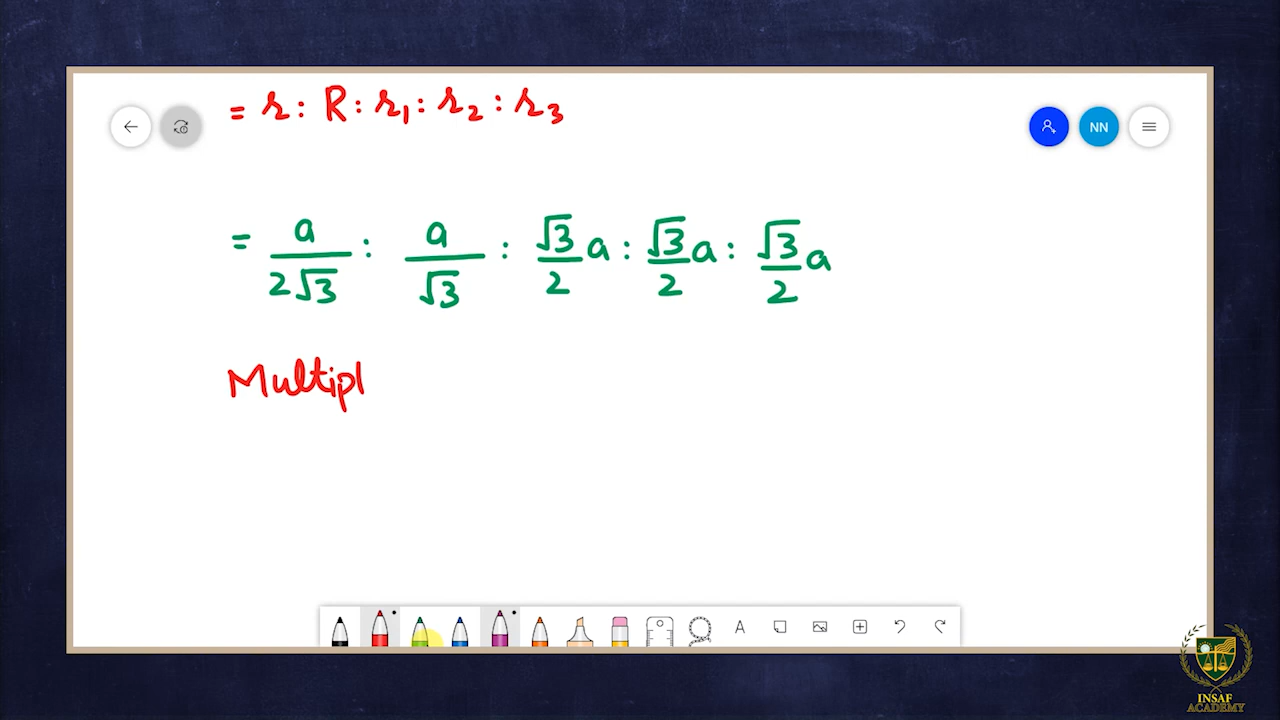 = r : R : r₁ : r₂ : r₃
NN
= a/2√3 : a/√3 : √3/2 a : √3/2 a : √3/2 a
Multipl
A
INSAF
ACADEMY